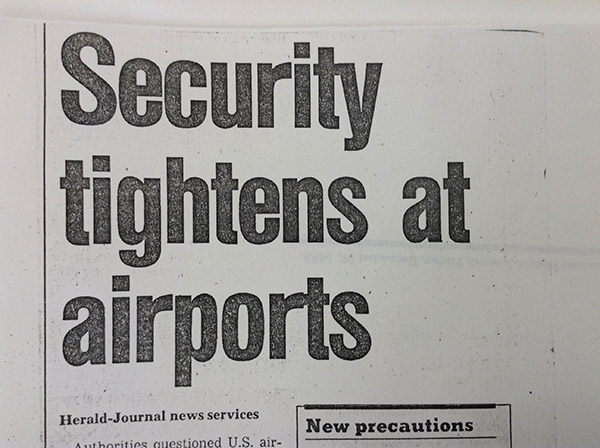 Security
tightens at
airports
Herald-Journal news services
Authorities questioned U.S. air-
New precautions